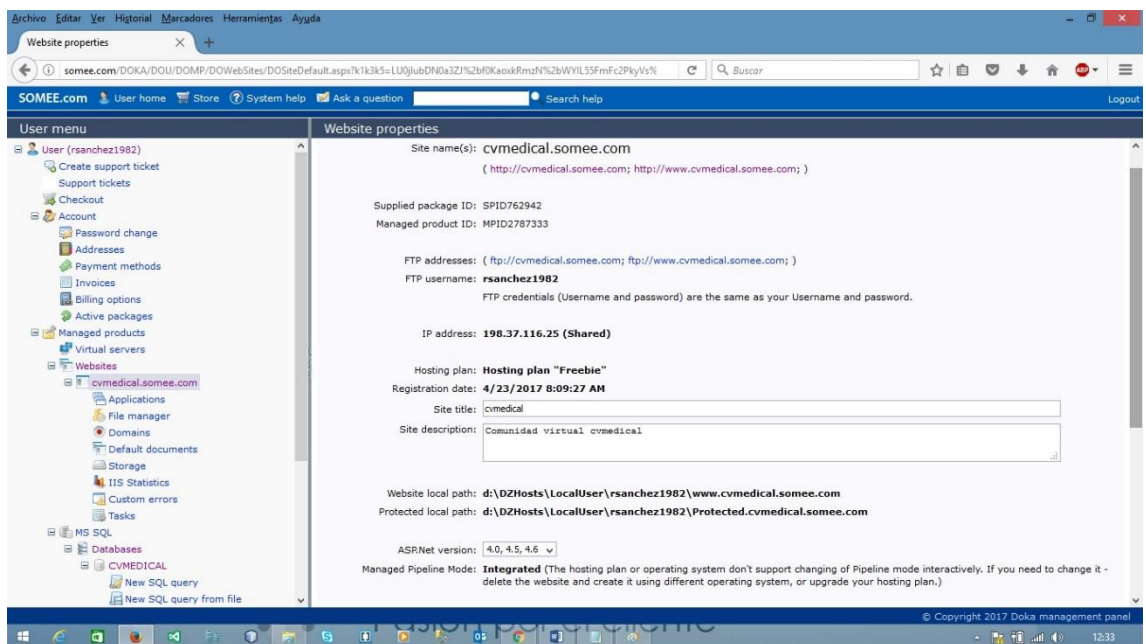 Archivo Editar Ver Historial Marcadores Herramientas Ayuda
Website properties
somee.com/DOKA/DOU/DOMP/DOWebSites/DOSiteDefault.aspx?k1k3k5=
Buscar
ABP
SOMEE.com User home Store System help Ask a question Search help Logout
User menu
User (rsanchez1982)
Create support ticket
Support tickets
Checkout
Account
Password change
Addresses
Payment methods
Invoices
Billing options
Active packages
Managed products
Virtual servers
Websites
cvmedical.somee.com
Applications
File manager
Domains
Default documents
Storage
IIS Statistics
Custom errors
Tasks
MS SQL
Databases
CVMEDICAL
New SQL query
New SQL query from file
Website properties
Site name(s): cvmedical.somee.com
( http://cvmedical.somee.com; http://www.cvmedical.somee.com; )
Supplied package ID: SPID762942
Managed product ID: MPID2787333
FTP addresses: ( ftp://cvmedical.somee.com; ftp://www.cvmedical.somee.com; )
FTP username: rsanchez1982
FTP credentials (Username and password) are the same as your Username and password.
IP address: 198.37.116.25 (Shared)
Hosting plan: Hosting plan "Freebie"
Registration date: 4/23/2017 8:09:27 AM
Site title: cvmedical
Site description: Comunidad virtual cvmedical
Website local path: d:\DZHosts\LocalUser\rsanchez1982\www.cvmedical.somee.com
Protected local path: d:\DZHosts\LocalUser\rsanchez1982\Protected.cvmedical.somee.com
ASP.Net version: 4.0, 4.5, 4.6
Managed Pipeline Mode: Integrated (The hosting plan or operating system don't support changing of Pipeline mode interactively. If you need to change it -
delete the website and create it using different operating system, or upgrade your hosting plan.)
© Copyright 2017 Doka management panel
12:33